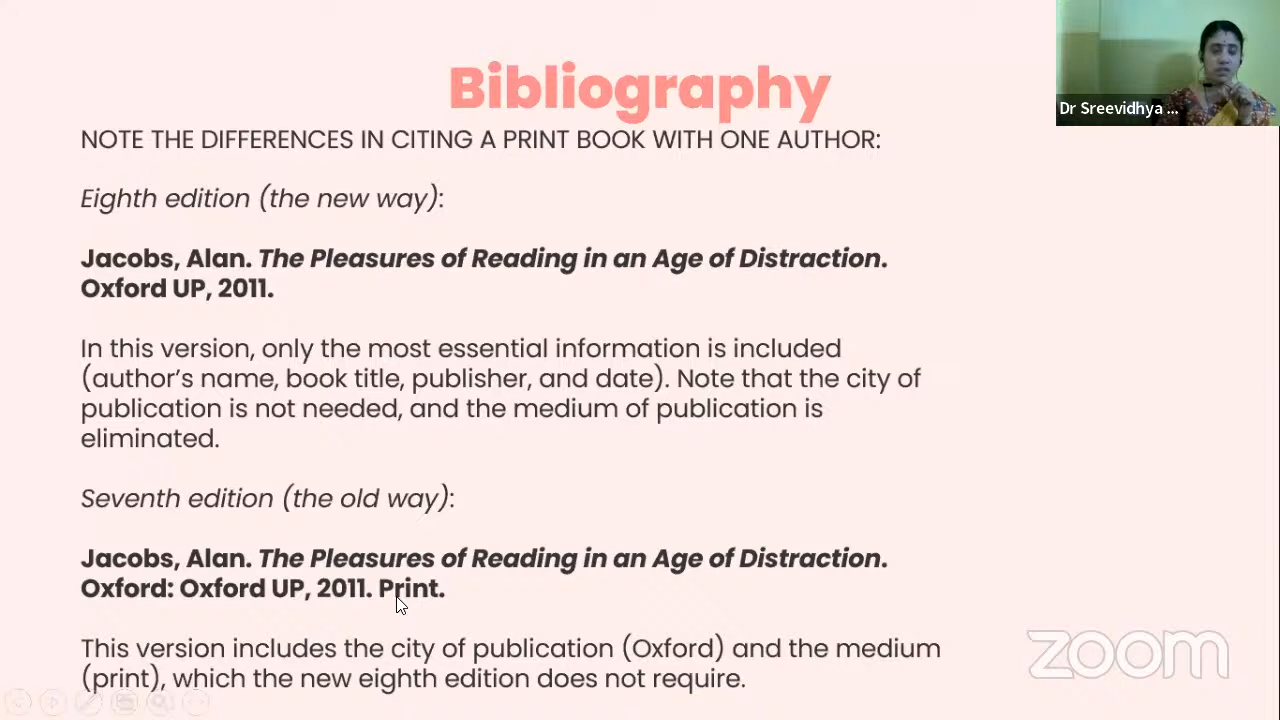 Bibliography
Dr Sreevidhya ...
NOTE THE DIFFERENCES IN CITING A PRINT BOOK WITH ONE AUTHOR:
Eighth edition (the new way):
Jacobs, Alan. The Pleasures of Reading in an Age of Distraction.
Oxford UP, 2011.
In this version, only the most essential information is included
(author’s name, book title, publisher, and date). Note that the city of
publication is not needed, and the medium of publication is
eliminated.
Seventh edition (the old way):
Jacobs, Alan. The Pleasures of Reading in an Age of Distraction.
Oxford: Oxford UP, 2011. Print.
This version includes the city of publication (Oxford) and the medium
(print), which the new eighth edition does not require.
zoom